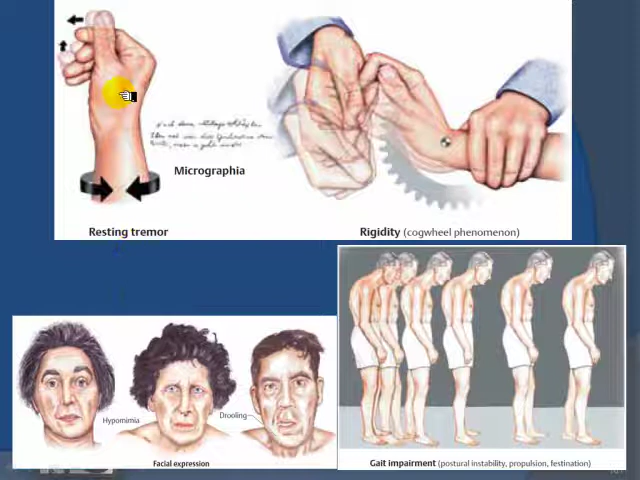 Micrographia
Resting tremor
Rigidity (cogwheel phenomenon)
Hypomimia
Drooling
Facial expression
Gait impairment (postural instability, propulsion, festination)